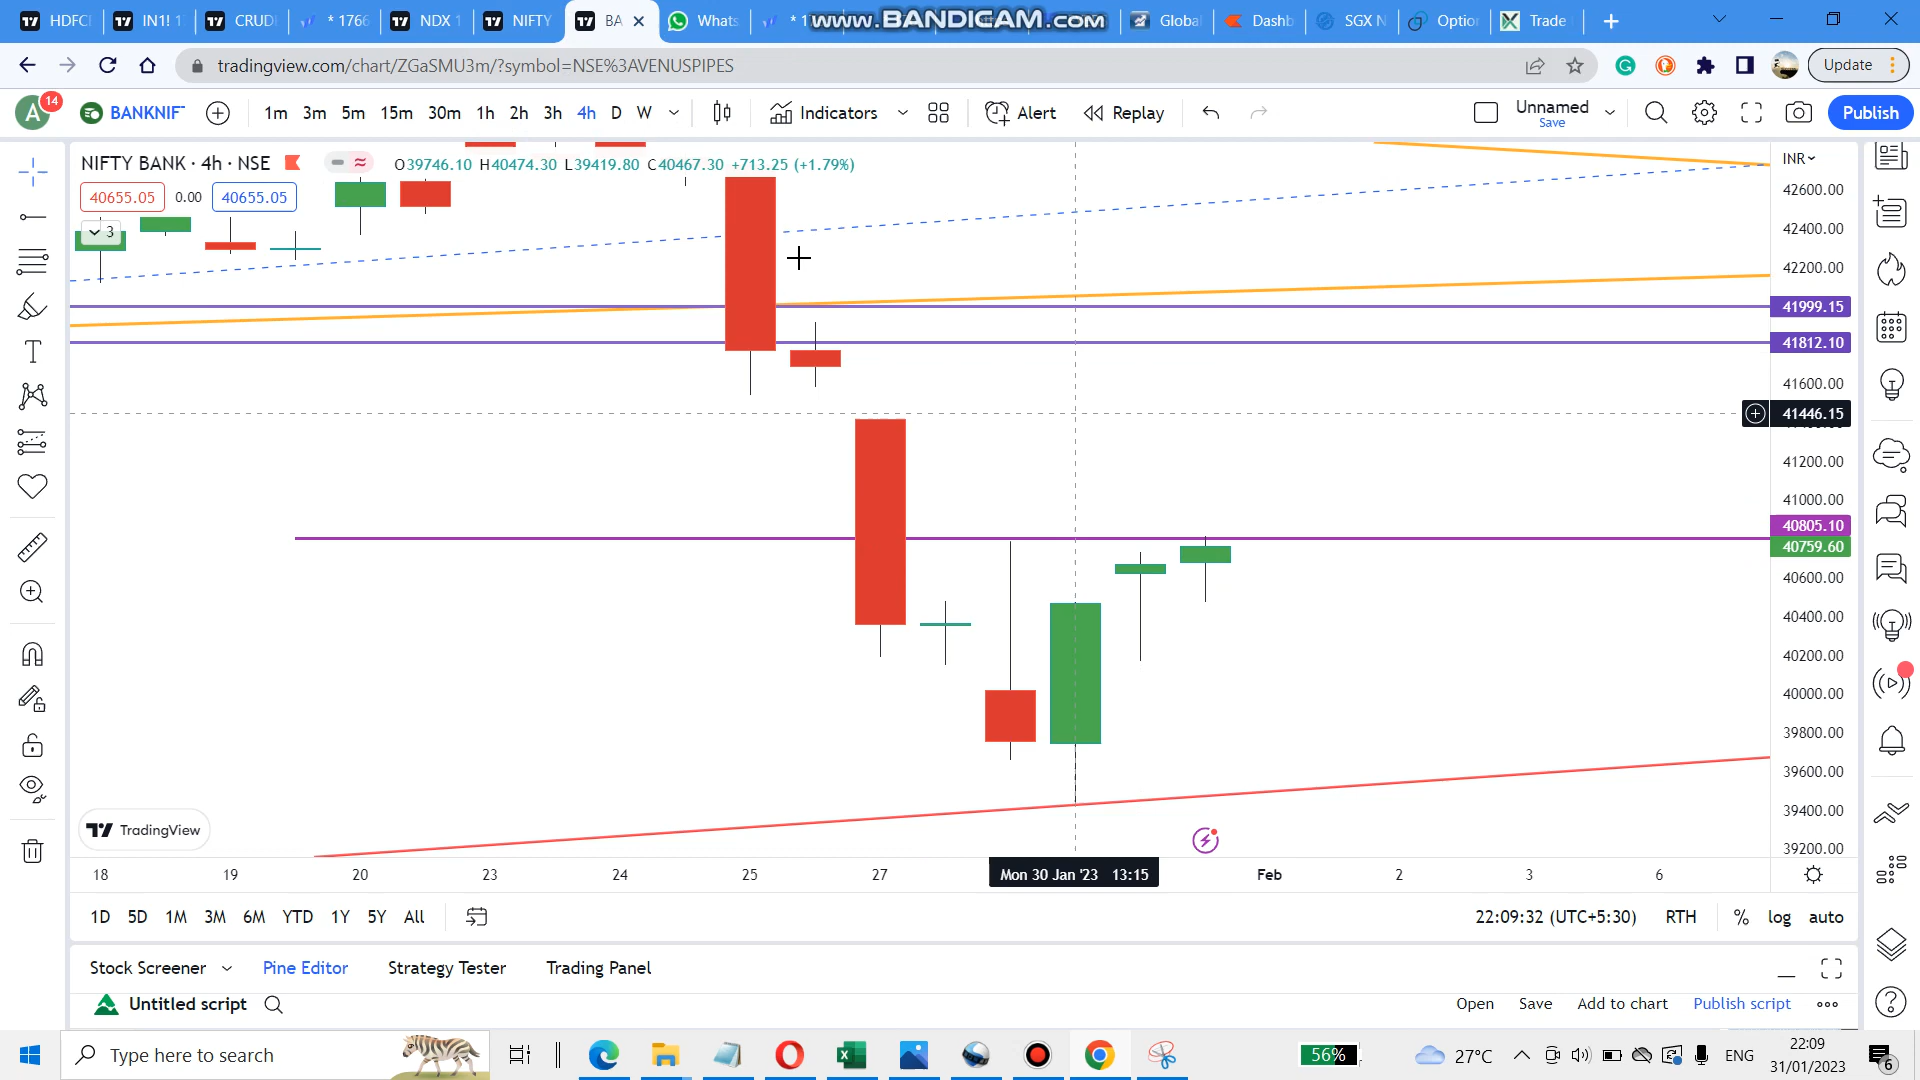 HDFC
IN1! 1
CRUD
* 1766
NDX 1
NIFTY
BA
Whats
www.BANDICAM.com
Global
Dashb
SGX N
Option
Trade
tradingview.com/chart/ZGaSMU3m/?symbol=NSE%3AVENUSPIPES
Update
A
14
BANKNIF
1m 3m 5m 15m 30m 1h 2h 3h 4h D W
Indicators
Alert
Replay
Unnamed
Save
Publish
NIFTY BANK · 4h · NSE
O39746.10 H40474.30 L39419.80 C40467.30 +713.25 (+1.79%)
40655.05 0.00 40655.05
3
INR
42600.00
42400.00
42200.00
41999.15
41812.10
41600.00
41446.15
41200.00
41000.00
40805.10
40759.60
40600.00
40400.00
40200.00
40000.00
39800.00
39600.00
39400.00
39200.00
TradingView
18 19 20 23 24 25 27 Mon 30 Jan '23 13:15 Feb 2 3 6
1D 5D 1M 3M 6M YTD 1Y 5Y All
22:09:32 (UTC+5:30) RTH % log auto
Stock Screener Pine Editor Strategy Tester Trading Panel
Untitled script
Open Save Add to chart Publish script
Type here to search
56%
27°C
ENG
22:09
31/01/2023
6